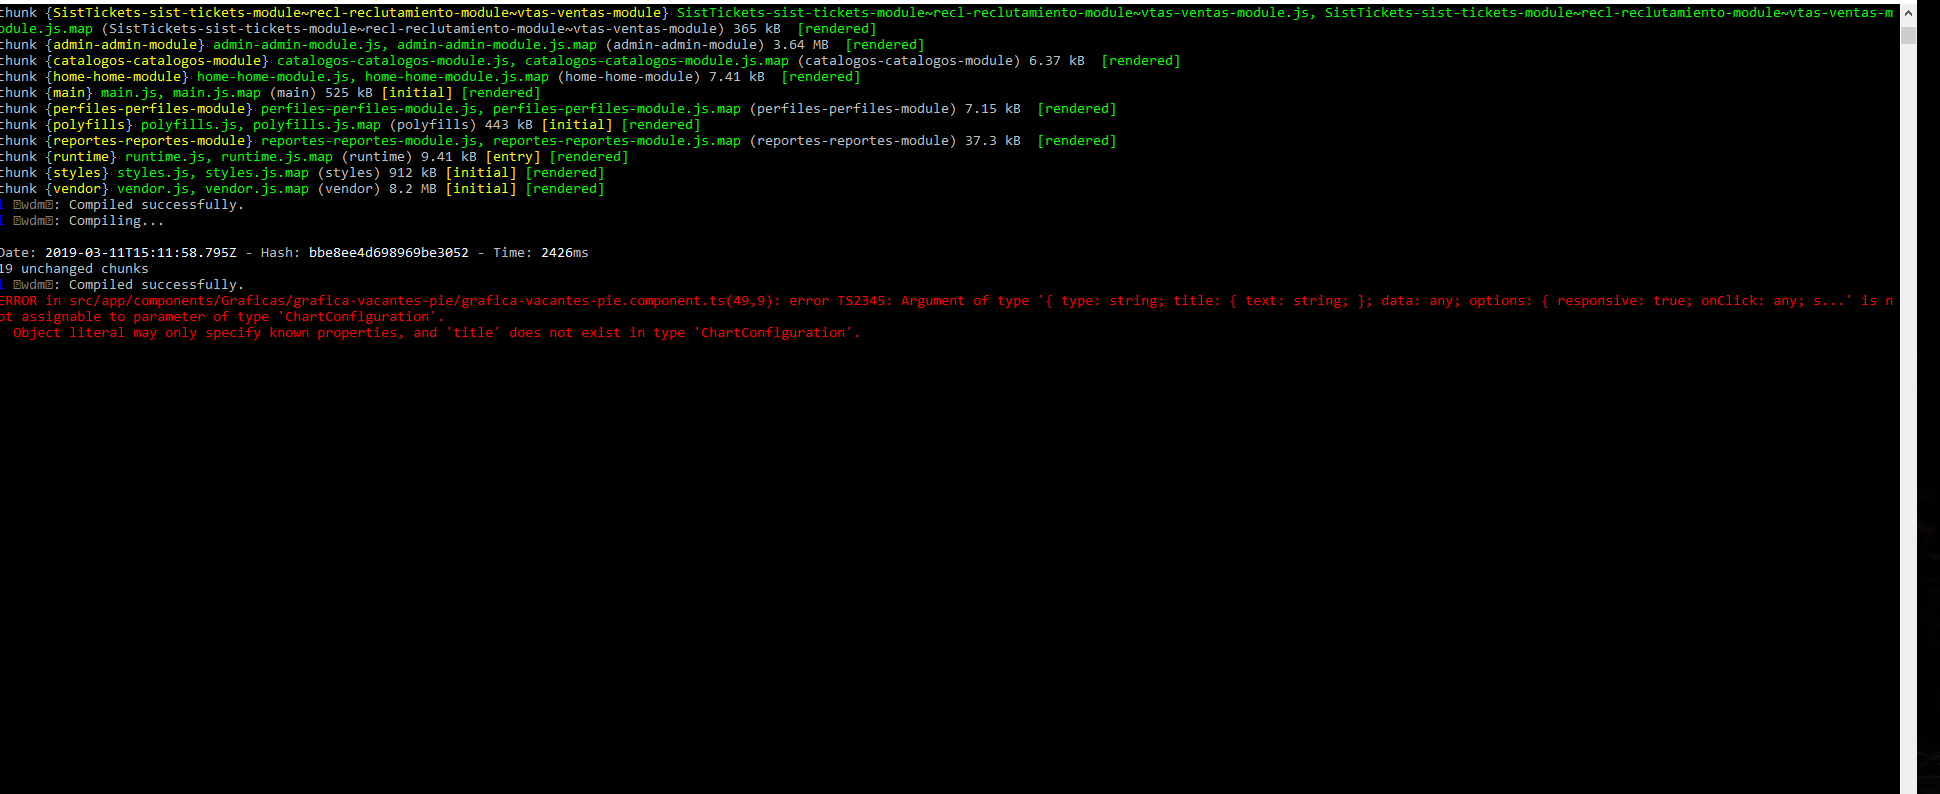 chunk {SistTickets-sist-tickets-module~recl-reclutamiento-module~vtas-ventas-module} SistTickets-sist-tickets-module~recl-reclutamiento-module~vtas-ventas-module.js, SistTickets-sist-tickets-module~recl-reclutamiento-module~vtas-ventas-m
odule.js.map (SistTickets-sist-tickets-module~recl-reclutamiento-module~vtas-ventas-module) 365 kB  [rendered]
chunk {admin-admin-module} admin-admin-module.js, admin-admin-module.js.map (admin-admin-module) 3.64 MB  [rendered]
chunk {catalogos-catalogos-module} catalogos-catalogos-module.js, catalogos-catalogos-module.js.map (catalogos-catalogos-module) 6.37 kB  [rendered]
chunk {home-home-module} home-home-module.js, home-home-module.js.map (home-home-module) 7.41 kB  [rendered]
chunk {main} main.js, main.js.map (main) 525 kB [initial] [rendered]
chunk {perfiles-perfiles-module} perfiles-perfiles-module.js, perfiles-perfiles-module.js.map (perfiles-perfiles-module) 7.15 kB  [rendered]
chunk {polyfills} polyfills.js, polyfills.js.map (polyfills) 443 kB [initial] [rendered]
chunk {reportes-reportes-module} reportes-reportes-module.js, reportes-reportes-module.js.map (reportes-reportes-module) 37.3 kB  [rendered]
chunk {runtime} runtime.js, runtime.js.map (runtime) 9.41 kB [entry] [rendered]
chunk {styles} styles.js, styles.js.map (styles) 912 kB [initial] [rendered]
chunk {vendor} vendor.js, vendor.js.map (vendor) 8.2 MB [initial] [rendered]
i ｢wdm｣: Compiled successfully.
i ｢wdm｣: Compiling...
Date: 2019-03-11T15:11:58.795Z - Hash: bbe8ee4d698969be3052 - Time: 2426ms
19 unchanged chunks
i ｢wdm｣: Compiled successfully.
ERROR in src/app/components/Graficas/grafica-vacantes-pie/grafica-vacantes-pie.component.ts(49,9): error TS2345: Argument of type '{ type: string; title: { text: string; }; data: any; options: { responsive: true; onClick: any; s...' is n
ot assignable to parameter of type 'ChartConfiguration'.
  Object literal may only specify known properties, and 'title' does not exist in type 'ChartConfiguration'.